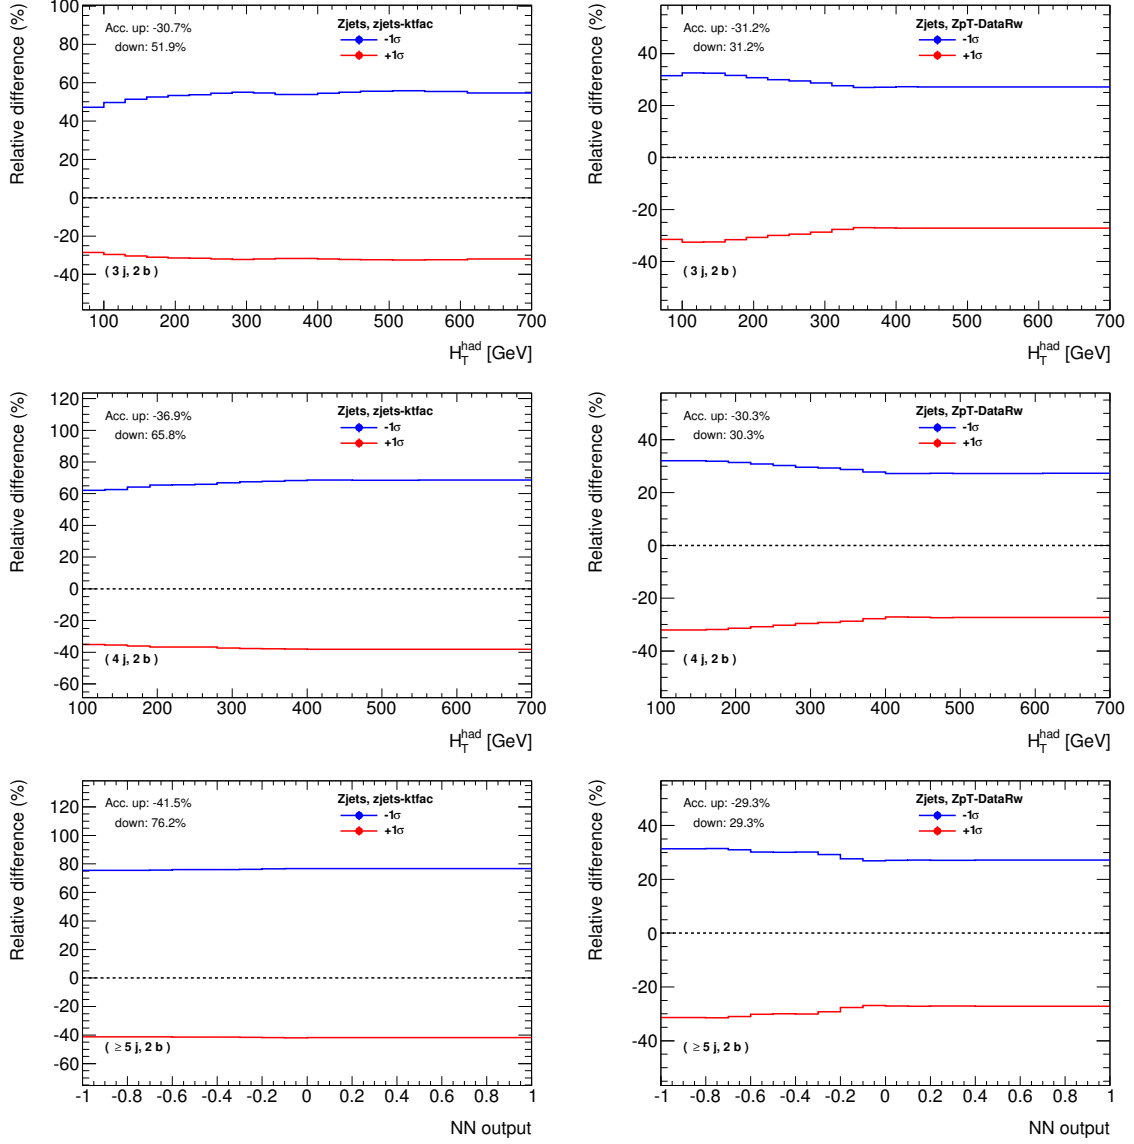 Relative difference (%)
100
80
60
40
20
0
-20
-40
Acc. up: -30.7%
down: 51.9%
Zjets, zjets-ktfac
-1σ
+1σ
( 3 j, 2 b )
100 200 300 400 500 600 700
H_T^had [GeV]
Relative difference (%)
40
20
0
-20
-40
Acc. up: -31.2%
down: 31.2%
Zjets, ZpT-DataRw
-1σ
+1σ
( 3 j, 2 b )
100 200 300 400 500 600 700
H_T^had [GeV]
Relative difference (%)
120
100
80
60
40
20
0
-20
-40
-60
Acc. up: -36.9%
down: 65.8%
Zjets, zjets-ktfac
-1σ
+1σ
( 4 j, 2 b )
100 200 300 400 500 600 700
H_T^had [GeV]
Relative difference (%)
40
20
0
-20
-40
Acc. up: -30.3%
down: 30.3%
Zjets, ZpT-DataRw
-1σ
+1σ
( 4 j, 2 b )
100 200 300 400 500 600 700
H_T^had [GeV]
Relative difference (%)
120
100
80
60
40
20
0
-20
-40
-60
Acc. up: -41.5%
down: 76.2%
Zjets, zjets-ktfac
-1σ
+1σ
( ≥ 5 j, 2 b )
-1 -0.8 -0.6 -0.4 -0.2 0 0.2 0.4 0.6 0.8 1
NN output
Relative difference (%)
40
20
0
-20
-40
Acc. up: -29.3%
down: 29.3%
Zjets, ZpT-DataRw
-1σ
+1σ
( ≥ 5 j, 2 b )
-1 -0.8 -0.6 -0.4 -0.2 0 0.2 0.4 0.6 0.8 1
NN output